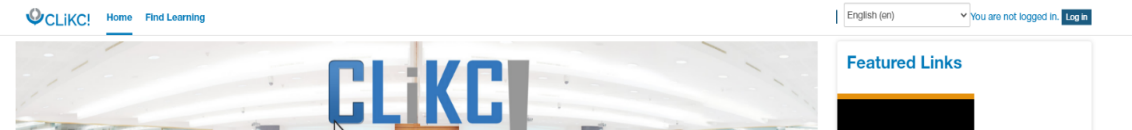 CLiKC! Home Find Learning English (en) You are not logged in. Log in
CLiKC!
Featured Links